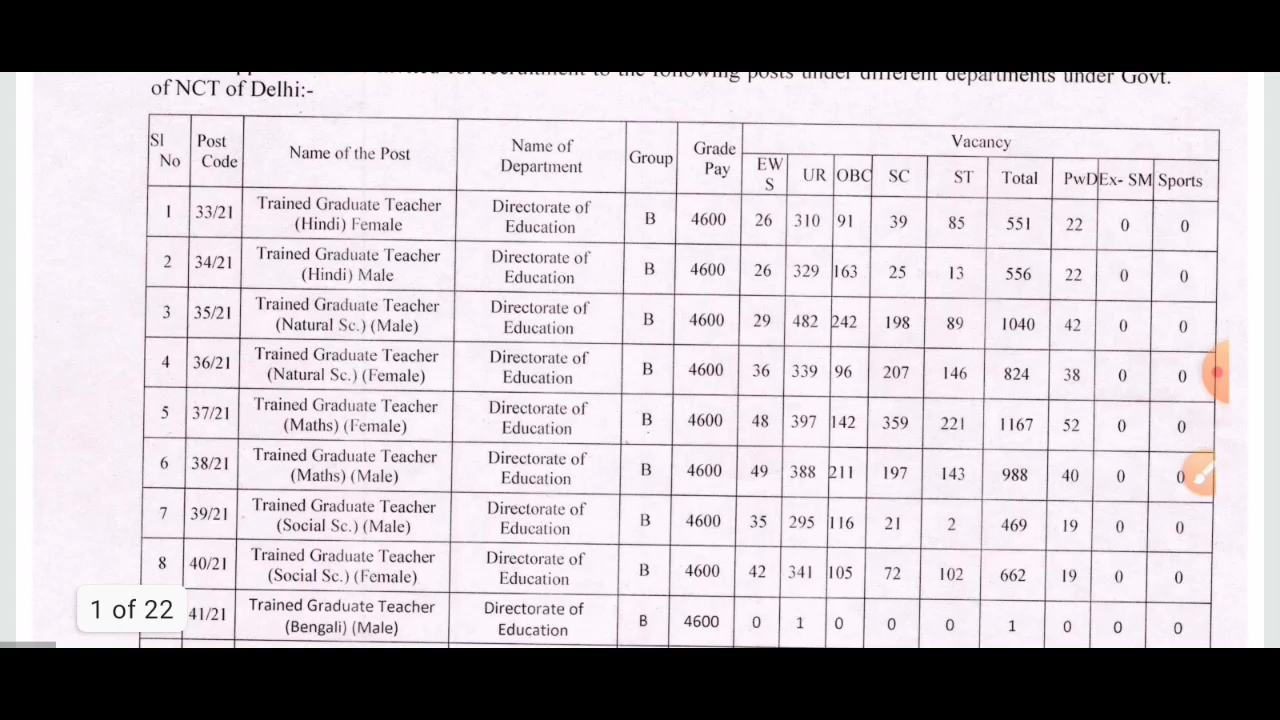 following posts under different departments under Govt.
of NCT of Delhi:-
Sl No Post Code Name of the Post Name of Department Group Grade Pay Vacancy
EWS UR OBC SC ST Total PwD Ex- SM Sports
1 33/21 Trained Graduate Teacher (Hindi) Female Directorate of Education B 4600 26 310 91 39 85 551 22 0 0
2 34/21 Trained Graduate Teacher (Hindi) Male Directorate of Education B 4600 26 329 163 25 13 556 22 0 0
3 35/21 Trained Graduate Teacher (Natural Sc.) (Male) Directorate of Education B 4600 29 482 242 198 89 1040 42 0 0
4 36/21 Trained Graduate Teacher (Natural Sc.) (Female) Directorate of Education B 4600 36 339 96 207 146 824 38 0 0
5 37/21 Trained Graduate Teacher (Maths) (Female) Directorate of Education B 4600 48 397 142 359 221 1167 52 0 0
6 38/21 Trained Graduate Teacher (Maths) (Male) Directorate of Education B 4600 49 388 211 197 143 988 40 0 0
7 39/21 Trained Graduate Teacher (Social Sc.) (Male) Directorate of Education B 4600 35 295 116 21 2 469 19 0 0
8 40/21 Trained Graduate Teacher (Social Sc.) (Female) Directorate of Education B 4600 42 341 105 72 102 662 19 0 0
41/21 Trained Graduate Teacher (Bengali) (Male) Directorate of Education B 4600 0 1 0 0 0 1 0 0 0
1 of 22